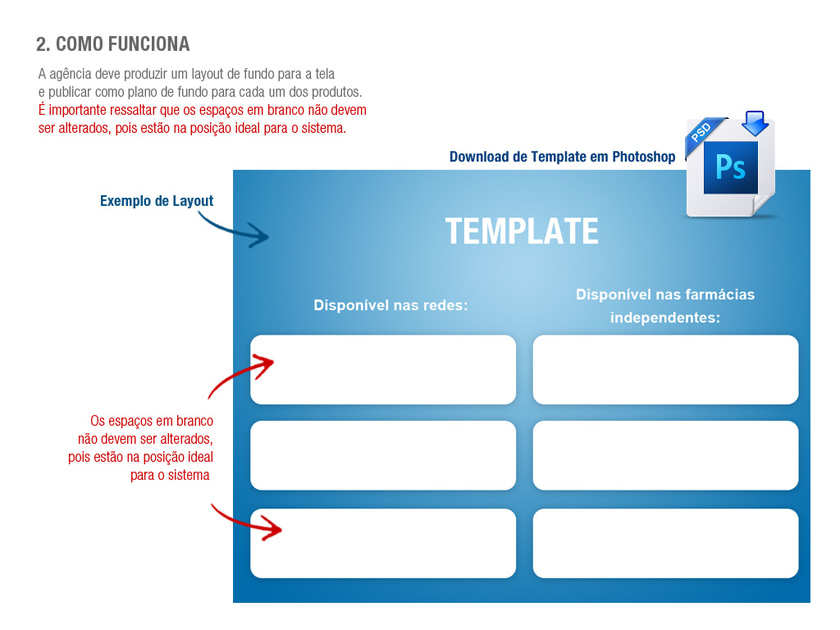 2. COMO FUNCIONA
A agência deve produzir um layout de fundo para a tela
e publicar como plano de fundo para cada um dos produtos.
É importante ressaltar que os espaços em branco não devem
ser alterados, pois estão na posição ideal para o sistema.
Download de Template em Photoshop
PSD
Ps
Exemplo de Layout
TEMPLATE
Disponível nas redes:
Disponível nas farmácias
independentes:
Os espaços em branco
não devem ser alterados,
pois estão na posição ideal
para o sistema